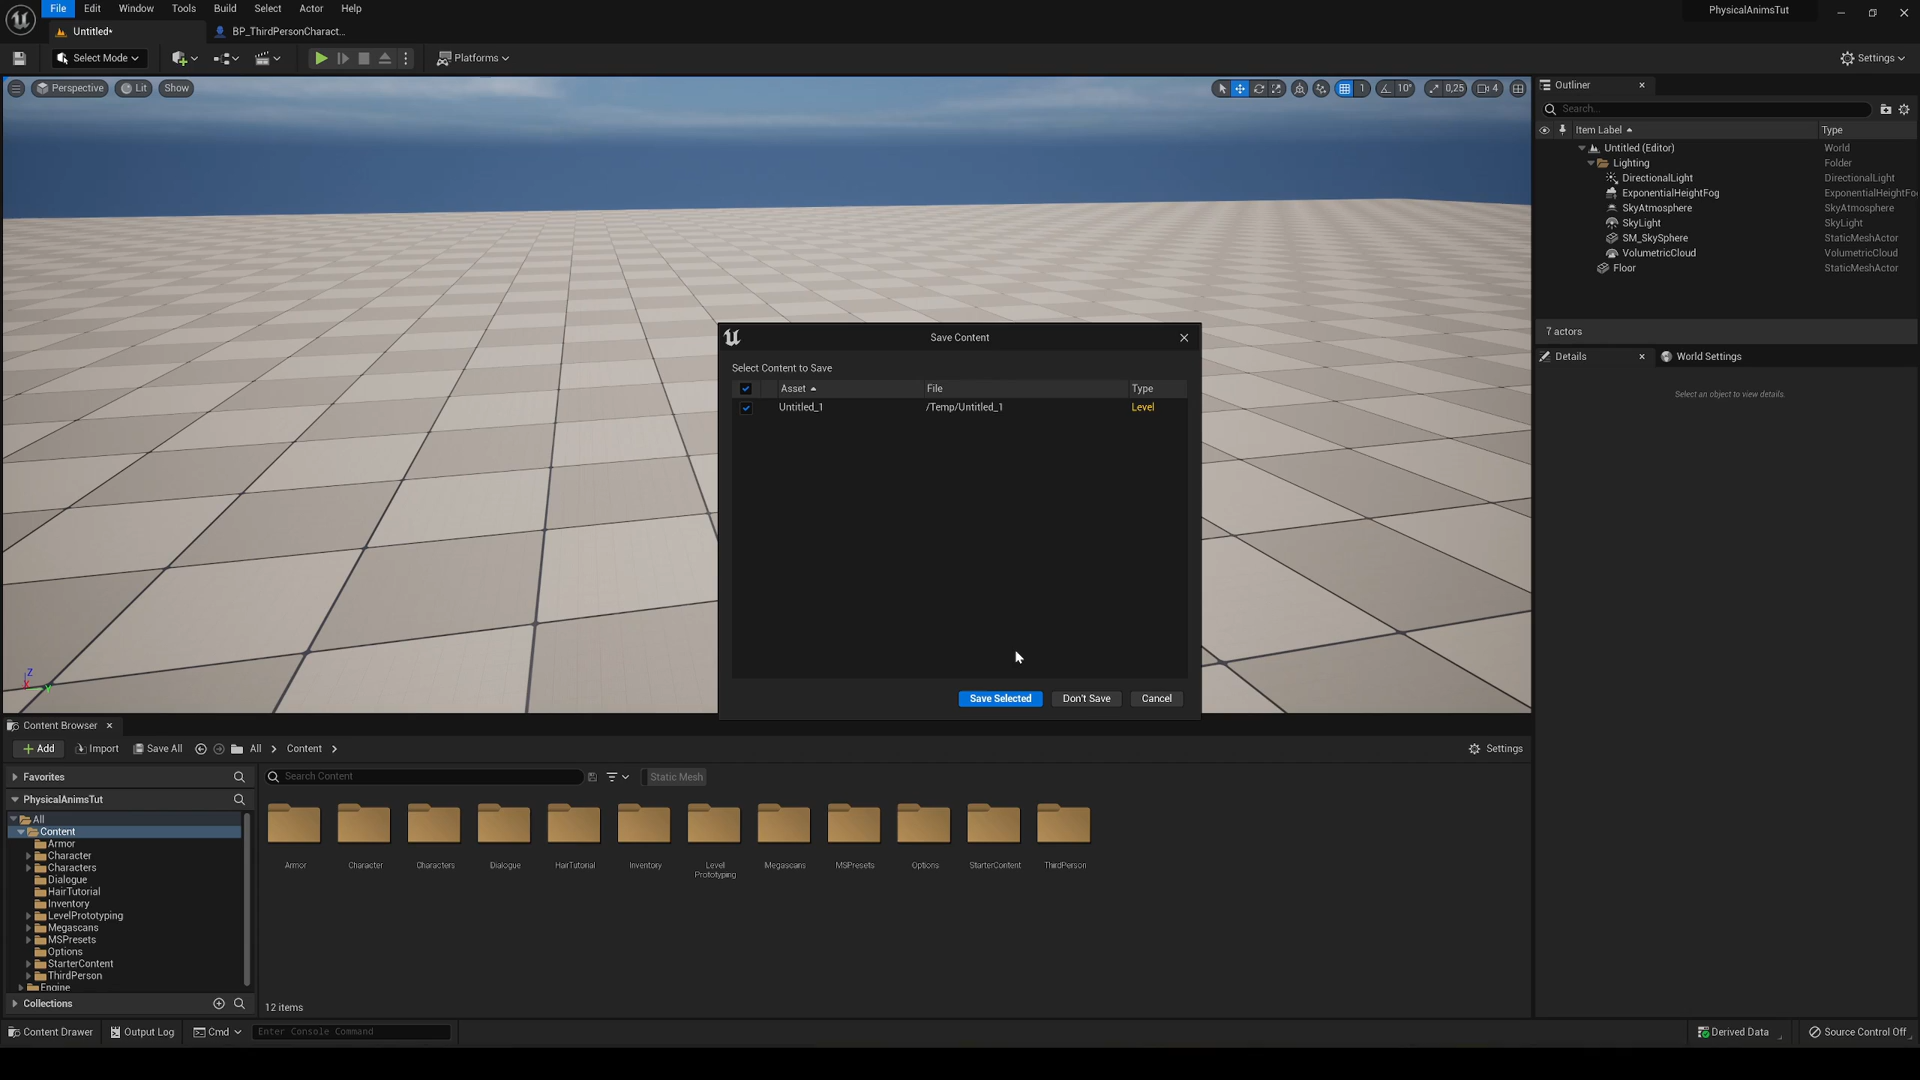 File Edit Window Tools Build Select Actor Help
PhysicalAnimsTut
Untitled* BP_ThirdPersonCharact...
Select Mode
Platforms
Settings
Perspective Lit Show
1 10° 0,25 4
Outliner
Search...
Item Label Type
Untitled (Editor) World
Lighting Folder
DirectionalLight DirectionalLight
ExponentialHeightFog ExponentialHeightFo
SkyAtmosphere SkyAtmosphere
SkyLight SkyLight
SM_SkySphere StaticMeshActor
VolumetricCloud VolumetricCloud
Floor StaticMeshActor
7 actors
Details World Settings
Select an object to view details.
Save Content
Select Content to Save
Asset File Type
Untitled_1 /Temp/Untitled_1 Level
Save Selected Don't Save Cancel
Z
X
Y
Content Browser
Add Import Save All All Content
Settings
Favorites
PhysicalAnimsTut
All
Content
Armor
Character
Characters
Dialogue
HairTutorial
Inventory
LevelPrototyping
Megascans
MSPresets
Options
StarterContent
ThirdPerson
Engine
Collections
Search Content
Static Mesh
Armor Character Characters Dialogue HairTutorial Inventory Level Prototyping Megascans MSPresets Options StarterContent ThirdPerson
12 items
Content Drawer Output Log Cmd Enter Console Command
Derived Data Source Control Off